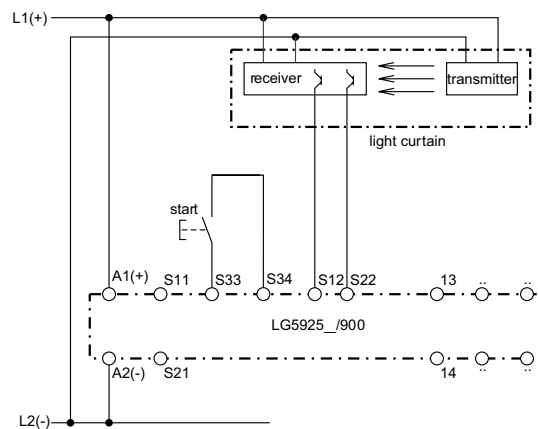 L1(+)
receiver
transmitter
light curtain
start
A1(+) S11 S33 S34 S12 S22 13 .. ..
LG5925_/900
A2(-) S21 14 .. ..
L2(-)